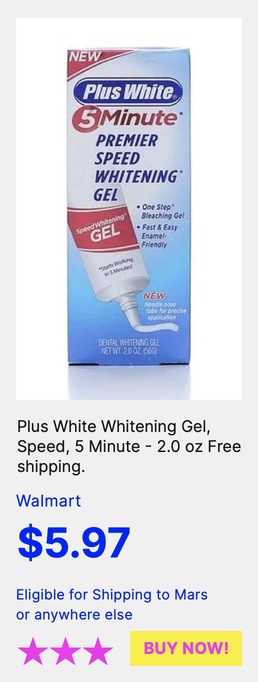 NEW
Plus White®
5 Minute*
PREMIER
SPEED
WHITENING*
GEL
• One Step*
Bleaching Gel
• Fast & Easy
Enamel-
Friendly
Speed Whitening*
GEL
*Starts Working
in 5 Minutes!
NEW
Needle nose
tube for precise
application
DENTAL WHITENING GEL
NET WT. 2.0 OZ. (56G)
Plus White Whitening Gel,
Speed, 5 Minute - 2.0 oz Free
shipping.
Walmart
$5.97
Eligible for Shipping to Mars
or anywhere else
BUY NOW!